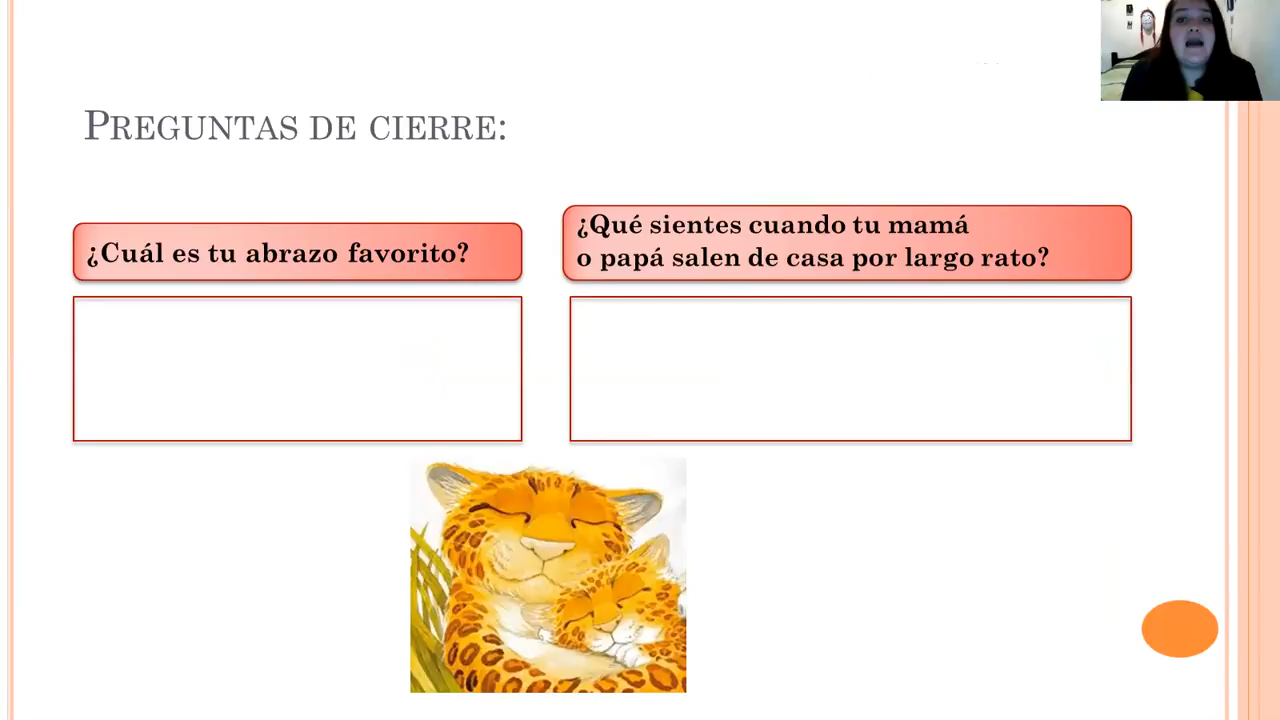 Preguntas de cierre:
¿Cuál es tu abrazo favorito?
¿Qué sientes cuando tu mamá
o papá salen de casa por largo rato?